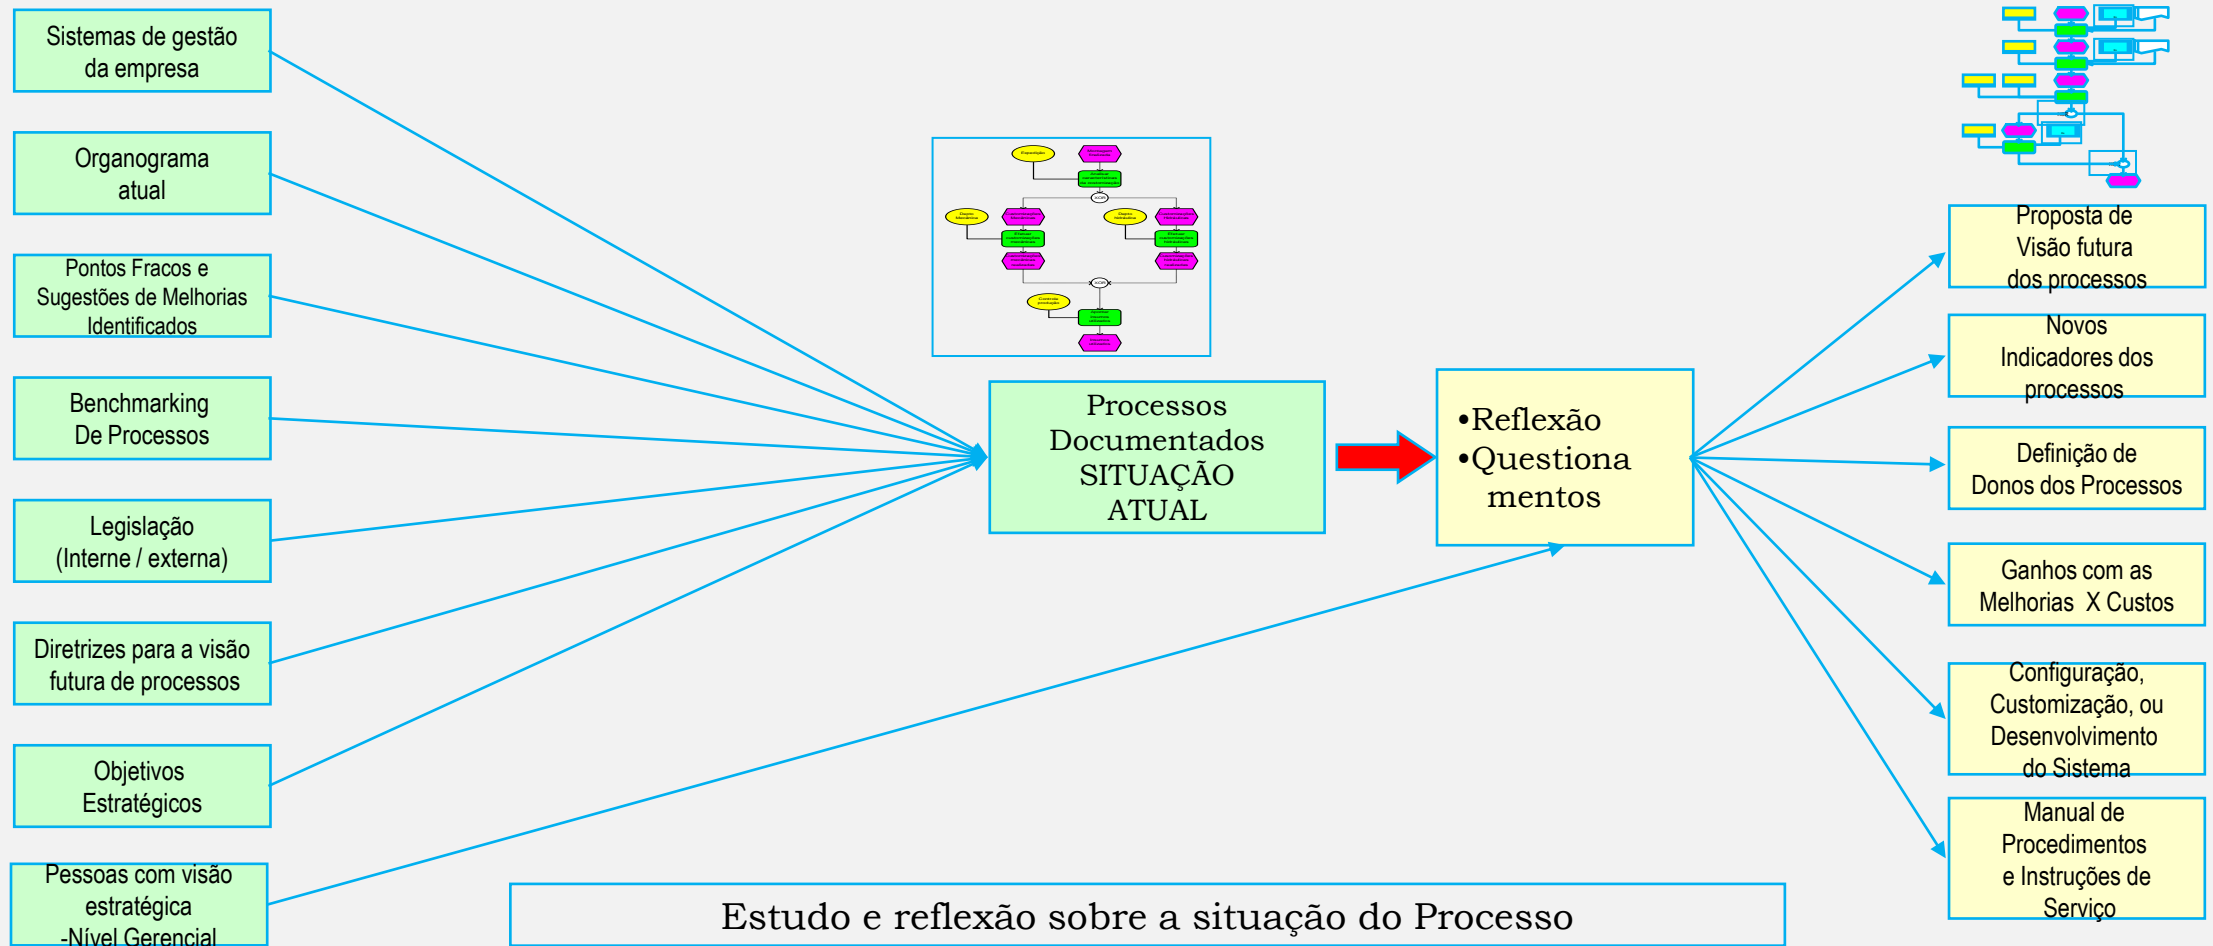 Sistemas de gestão
da empresa
Organograma
atual
Pontos Fracos e
Sugestões de Melhorias
Identificados
Benchmarking
De Processos
Legislação
(Interne / externa)
Diretrizes para a visão
futura de processos
Objetivos
Estratégicos
Pessoas com visão
estratégica
-Nível Gerencial
XOR
XOR
Processos
Documentados
SITUAÇÃO
ATUAL
•Reflexão
•Questiona
mentos
Proposta de
Visão futura
dos processos
Novos
Indicadores dos
processos
Definição de
Donos dos Processos
Ganhos com as
Melhorias X Custos
Configuração,
Customização, ou
Desenvolvimento
do Sistema
Manual de
Procedimentos
e Instruções de
Serviço
Estudo e reflexão sobre a situação do Processo